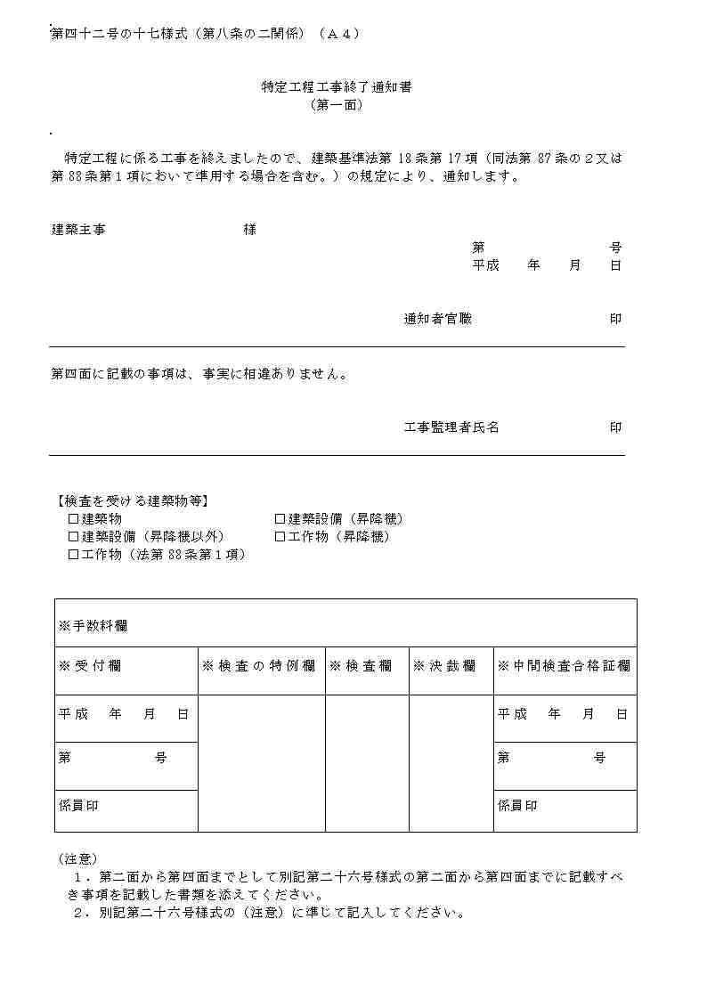 第四十二号の十七様式（第八条の二関係）（Ａ４）
特定工程工事終了通知書
（第一面）
特定工程に係る工事を終えましたので、建築基準法第18条第17項（同法第87条の２又は
第88条第１項において準用する場合を含む。）の規定により、通知します。
建築主事　　　　　　　　　　様
第　　　　　　　　　号
平成　　年　　月　　日
通知者官職　　　　　　　　　　印
第四面に記載の事項は、事実に相違ありません。
工事監理者氏名　　　　　　　　印
【検査を受ける建築物等】
□建築物　　　　　　　　　　　□建築設備（昇降機）
□建築設備（昇降機以外）　　　□工作物（昇降機）
□工作物（法第88条第１項）
※手数料欄
※受付欄　※検査の特例欄　※検査欄　※決裁欄　※中間検査合格証欄
平成　年　月　日　　平成　年　月　日
第　　　　　　号　　第　　　　　　号
係員印　　係員印
（注意）
１．第二面から第四面までとして別記第二十六号様式の第二面から第四面までに記載すべ
き事項を記載した書類を添えてください。
２．別記第二十六号様式の（注意）に準じて記入してください。